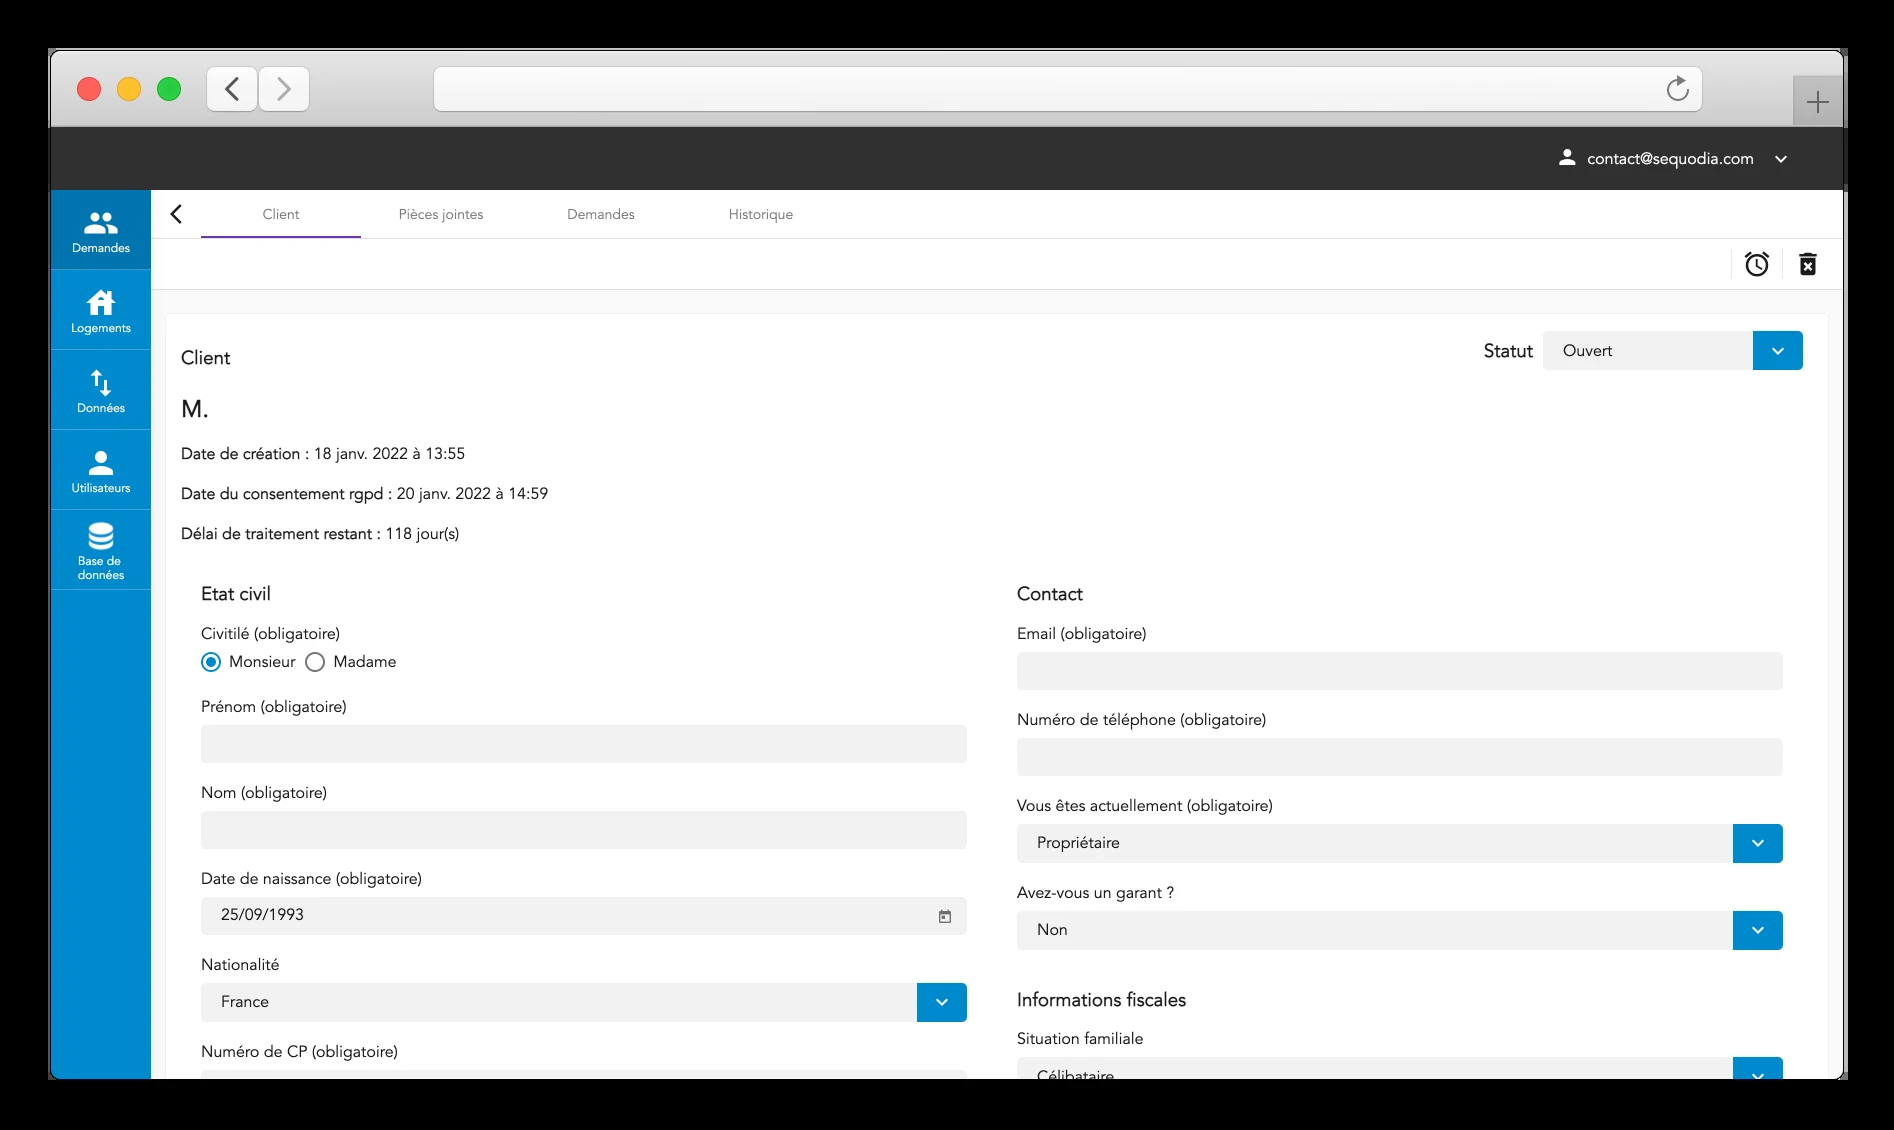 contact@sequodia.com
Client
Pièces jointes
Demandes
Historique
Demandes
Logements
Données
Utilisateurs
Base de
données
Client
Statut
Ouvert
M.
Date de création : 18 janv. 2022 à 13:55
Date du consentement rgpd : 20 janv. 2022 à 14:59
Délai de traitement restant : 118 jour(s)
Etat civil
Civitilé (obligatoire)
Monsieur
Madame
Prénom (obligatoire)
Nom (obligatoire)
Date de naissance (obligatoire)
25/09/1993
Nationalité
France
Numéro de CP (obligatoire)
Contact
Email (obligatoire)
Numéro de téléphone (obligatoire)
Vous êtes actuellement (obligatoire)
Propriétaire
Avez-vous un garant ?
Non
Informations fiscales
Situation familiale
Célibataire